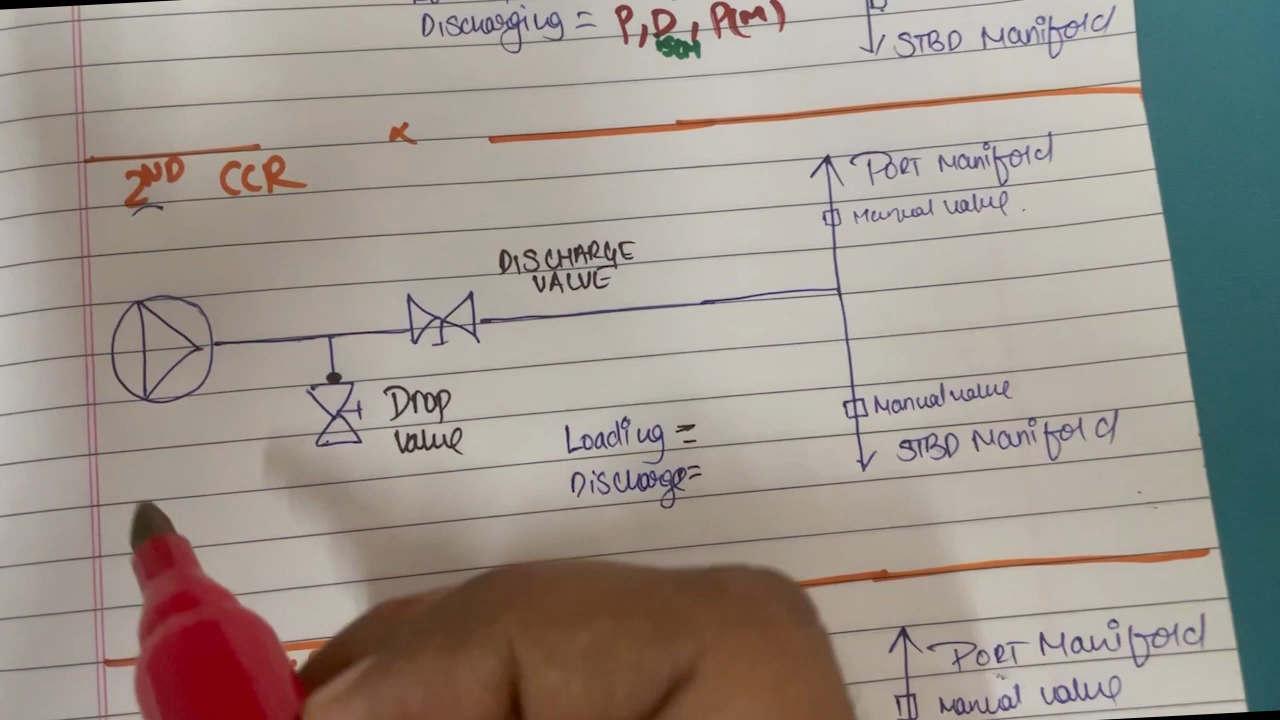 Discharging = P, D, P(M)
SCM
STBD Manifold
2ND CCR
PORT Manifold
Manual valve.
DISCHARGE
VALVE
Drop
valve
Manual valve
STBD Manifold
Loading =
Discharge=
PORT Manifold
Manual valve